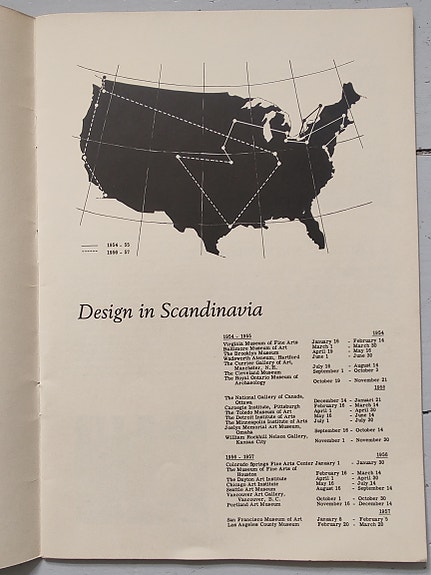 1954 - 55
1956 - 57
Design in Scandinavia
1954 - 1955 1954
Virginia Museum of Fine Arts January 16 - February 14
Baltimore Museum of Art March 1 - March 30
The Brooklyn Museum April 19 - May 16
Wadsworth Atheneum, Hartford June 1 - June 30
The Currier Gallery of Art,
Manchester, N.H. July 16 - August 14
The Cleveland Museum September 1 - October 3
The Royal Ontario Museum of
Archaeology October 19 - November 21
The National Gallery of Canada,
Ottawa December 14 - Januari 21
Carnegie Institute, Pittsburgh February 16 - March 14
The Toledo Museum of Art April 1 - April 30
The Detroit Institute of Arts May 16 - June 14
The Minneapolis Institute of Arts July 1 - July 30
Joslyn Memorial Art Museum,
Omaha September 16 - October 14
William Rockhill Nelson Gallery,
Kansas City November 1 - November 30
1956 - 1957 1956
Colorado Springs Fine Arts Center January 1 - January 30
The Museum of Fine Arts of
Houston February 16 - March 14
The Dayton Art Institute April 1 - April 30
Chicago Art Institute May 16 - July 14
Seattle Art Museum August 16 - September 14
Vancouver Art Gallery,
Vancouver, B.C. October 1 - October 30
Portland Art Museum November 16 - December 14
1957
San Francisco Museum of Art January 6 - February 5
Los Angeles County Museum February 20 - March 20